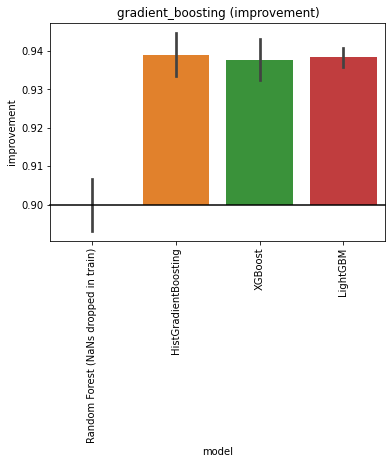 gradient_boosting (improvement)
improvement
0.94
0.93
0.92
0.91
0.90
Random Forest (NaNs dropped in train)
HistGradientBoosting
XGBoost
LightGBM
model